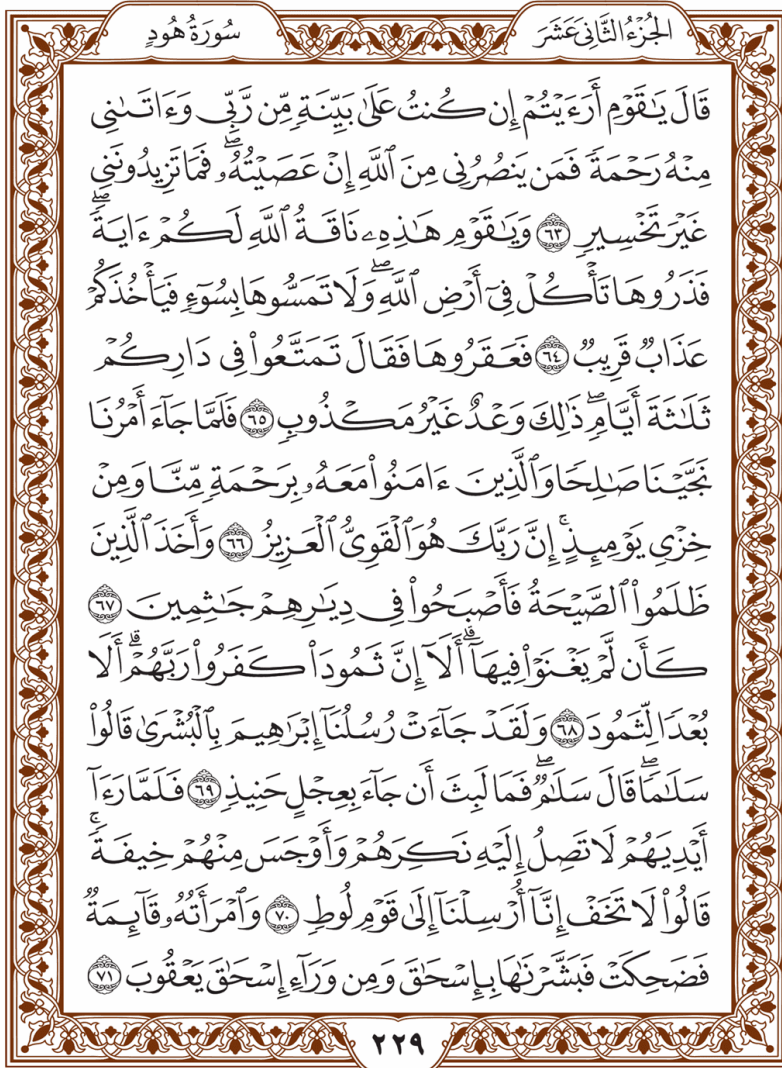 الجُزْءُ الثَّانِي عَشَرَ
سُورَةُ هُودٍ
قَالَ يَٰقَوْمِ أَرَءَيْتُمْ إِن كُنتُ عَلَىٰ بَيِّنَةٍ مِّن رَّبِّى وَءَاتَىٰنِى
مِنْهُ رَحْمَةً فَمَن يَنصُرُنِى مِنَ ٱللَّهِ إِنْ عَصَيْتُهُۥۖ فَمَا تَزِيدُونَنِى
غَيْرَ تَخْسِيرٍ ٦٣ وَيَٰقَوْمِ هَٰذِهِۦ نَاقَةُ ٱللَّهِ لَكُمْ ءَايَةًۖ
فَذَرُوهَا تَأْكُلْ فِىٓ أَرْضِ ٱللَّهِۖ وَلَا تَمَسُّوهَا بِسُوٓءٍ فَيَأْخُذَكُمْ
عَذَابٌ قَرِيبٌ ٦٤ فَعَقَرُوهَا فَقَالَ تَمَتَّعُوا۟ فِى دَارِكُمْ
ثَلَٰثَةَ أَيَّامٍۖ ذَٰلِكَ وَعْدٌ غَيْرُ مَكْذُوبٍ ٦٥ فَلَمَّا جَآءَ أَمْرُنَا
نَجَّيْنَا صَٰلِحًا وَٱلَّذِينَ ءَامَنُوا۟ مَعَهُۥ بِرَحْمَةٍ مِّنَّا وَمِنْ
خِزْىِ يَوْمِئِذٍۚ إِنَّ رَبَّكَ هُوَ ٱلْقَوِىُّ ٱلْعَزِيزُ ٦٦ وَأَخَذَ ٱلَّذِينَ
ظَلَمُوا۟ ٱلصَّيْحَةُ فَأَصْبَحُوا۟ فِى دِيَٰرِهِمْ جَٰثِمِينَ ٦٧
كَأَن لَّمْ يَغْنَوْا۟ فِيهَآۗ أَلَآ إِنَّ ثَمُودَا۟ كَفَرُوا۟ رَبَّهُمْۗ أَلَا
بُعْدًا لِّثَمُودَ ٦٨ وَلَقَدْ جَآءَتْ رُسُلُنَآ إِبْرَٰهِيمَ بِٱلْبُشْرَىٰ قَالُوا۟
سَلَٰمًاۖ قَالَ سَلَٰمٌۖ فَمَا لَبِثَ أَن جَآءَ بِعِجْلٍ حَنِيذٍ ٦٩ فَلَمَّا رَءَآ
أَيْدِيَهُمْ لَا تَصِلُ إِلَيْهِ نَكِرَهُمْ وَأَوْجَسَ مِنْهُمْ خِيفَةًۚ
قَالُوا۟ لَا تَخَفْ إِنَّآ أُرْسِلْنَآ إِلَىٰ قَوْمِ لُوطٍ ٧٠ وَٱمْرَأَتُهُۥ قَآئِمَةٌ
فَضَحِكَتْ فَبَشَّرْنَٰهَا بِإِسْحَٰقَ وَمِن وَرَآءِ إِسْحَٰقَ يَعْقُوبَ ٧١
٢٢٩